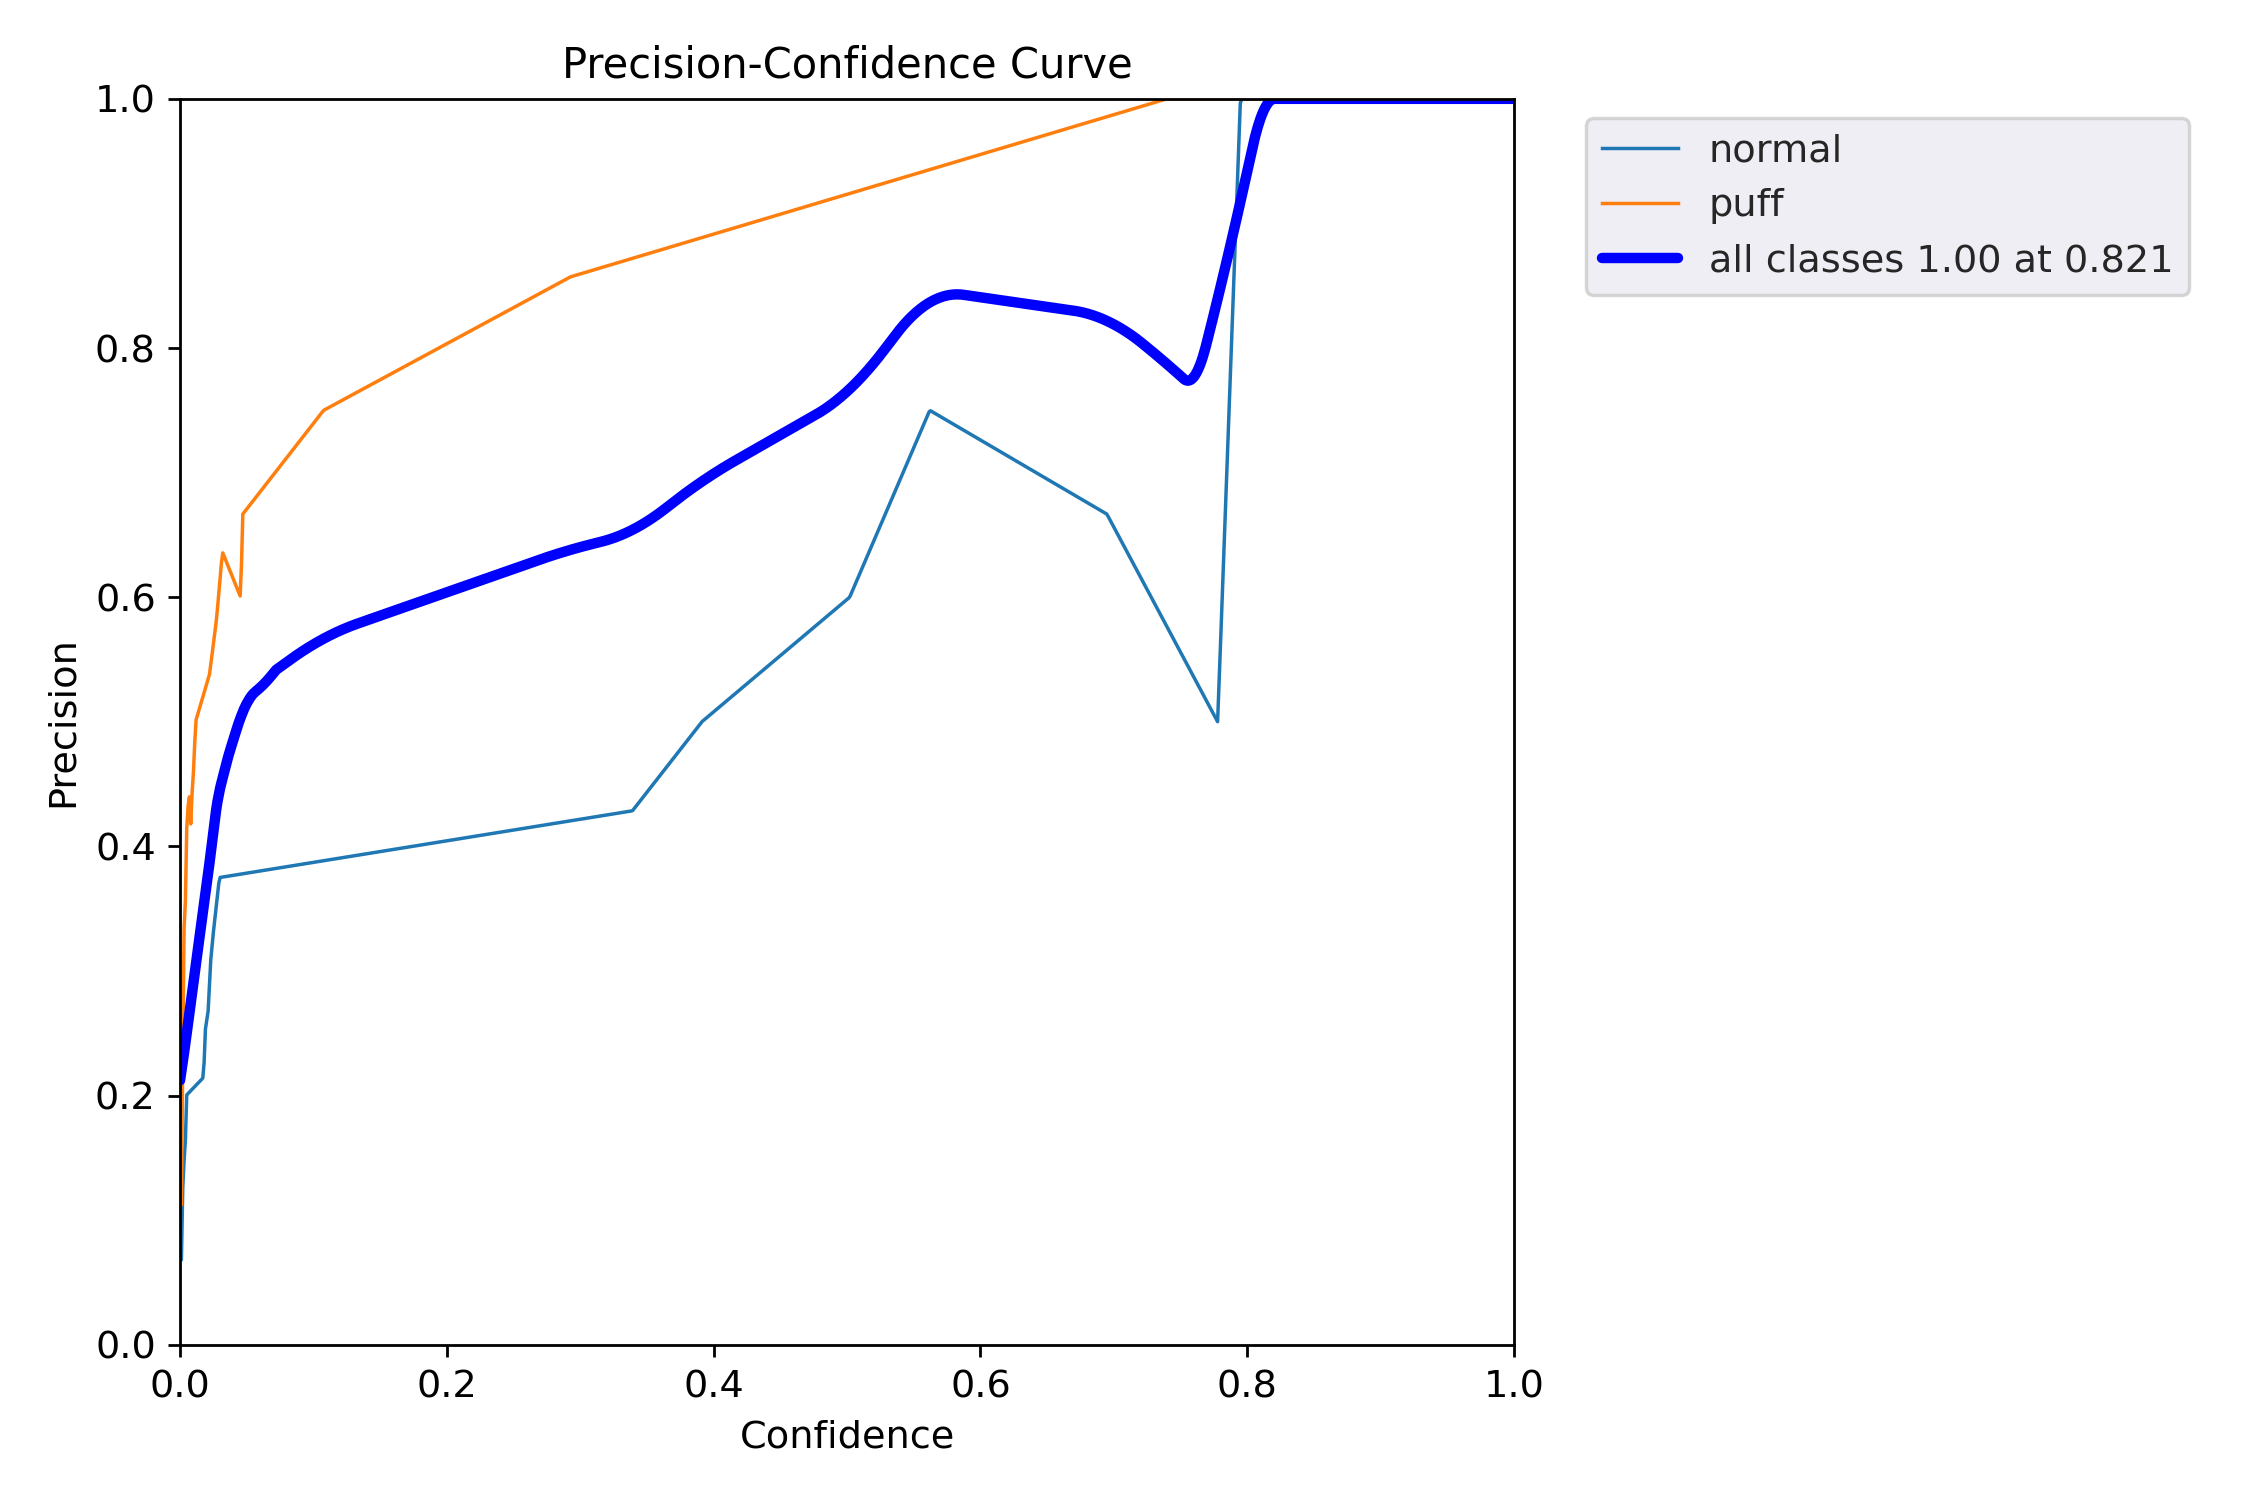 Precision-Confidence Curve
1.0
0.8
0.6
0.4
0.2
0.0
Precision
0.0 0.2 0.4 0.6 0.8 1.0
Confidence
normal
puff
all classes 1.00 at 0.821